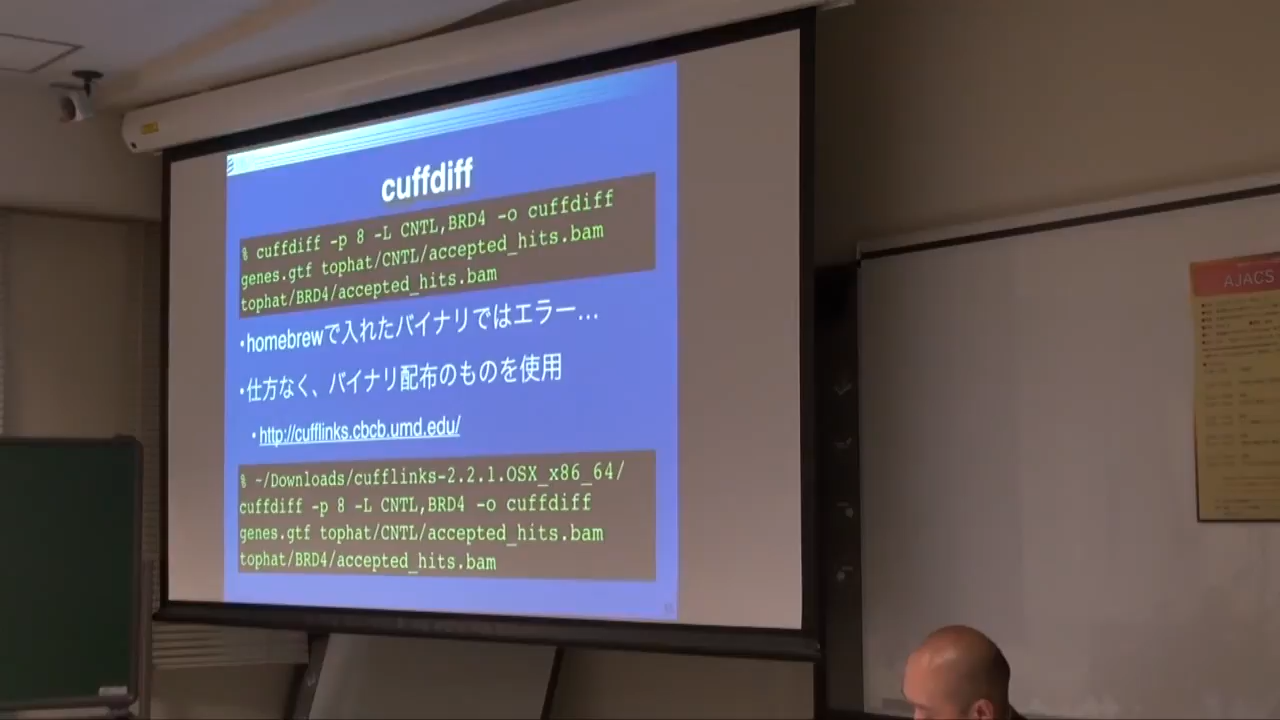 cuffdiff
% cuffdiff -p 8 -L CNTL,BRD4 -o cuffdiff
genes.gtf tophat/CNTL/accepted_hits.bam
tophat/BRD4/accepted_hits.bam
・homebrewで入れたバイナリではエラー…
・仕方なく、バイナリ配布のものを使用
・http://cufflinks.cbcb.umd.edu/
% ~/Downloads/cufflinks-2.2.1.OSX_x86_64/
cuffdiff -p 8 -L CNTL,BRD4 -o cuffdiff
genes.gtf tophat/CNTL/accepted_hits.bam
tophat/BRD4/accepted_hits.bam
AJACS